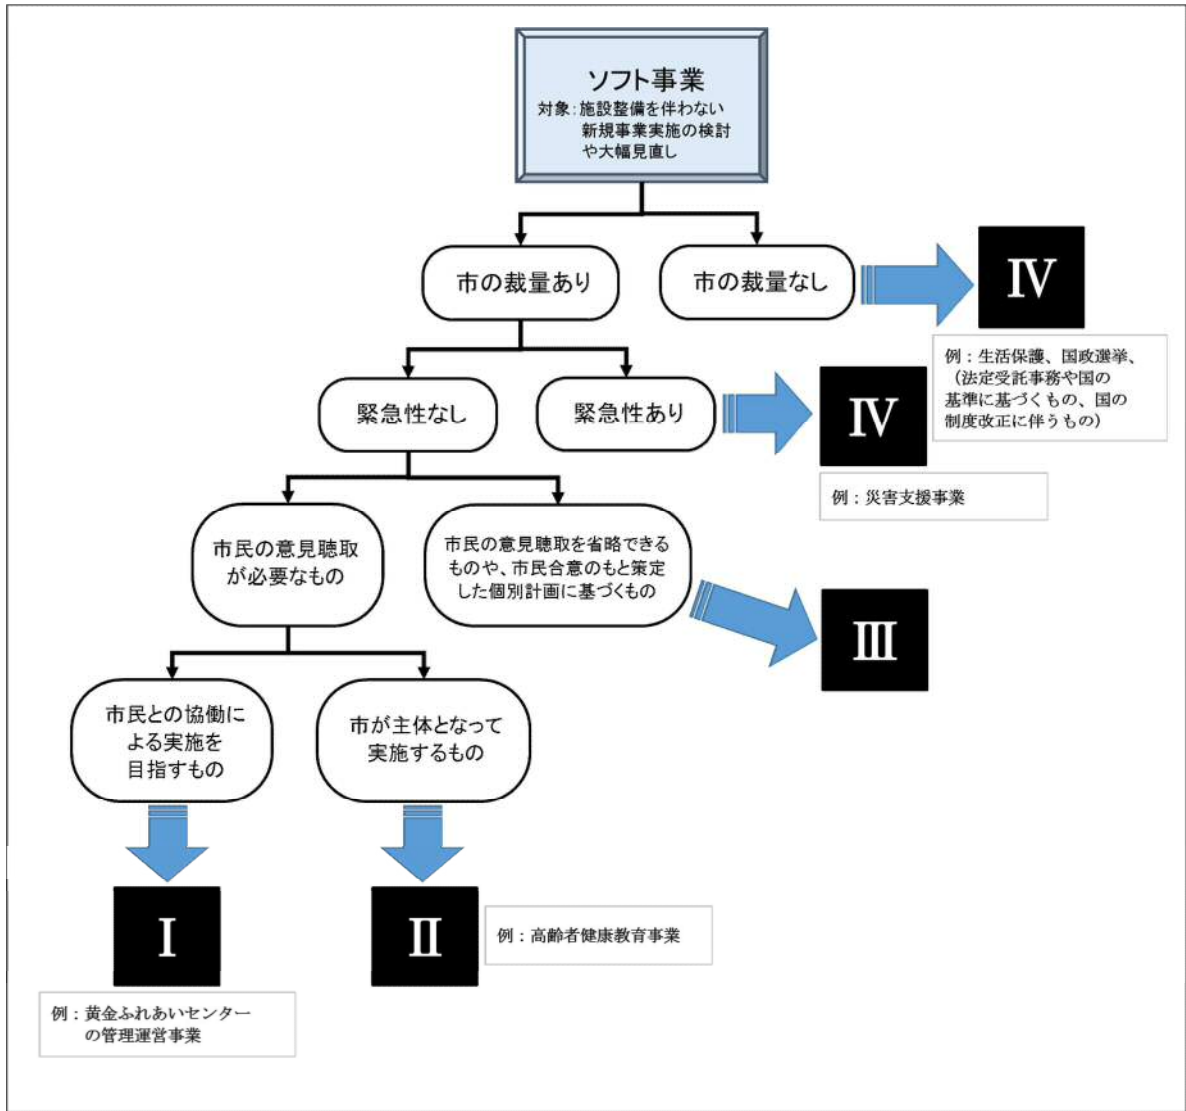 ソフト事業
対象：施設整備を伴わない
新規事業実施の検討
や大幅見直し
市の裁量あり
市の裁量なし
Ⅳ
例：生活保護、国政選挙、
（法定受託事務や国の
基準に基づくもの、国の
制度改正に伴うもの）
緊急性なし
緊急性あり
Ⅳ
例：災害支援事業
市民の意見聴取
が必要なもの
市民の意見聴取を省略できる
ものや、市民合意のもと策定
した個別計画に基づくもの
Ⅲ
市民との協働に
よる実施を
目指すもの
市が主体となって
実施するもの
Ⅰ
例：黄金ふれあいセンター
の管理運営事業
Ⅱ
例：高齢者健康教育事業